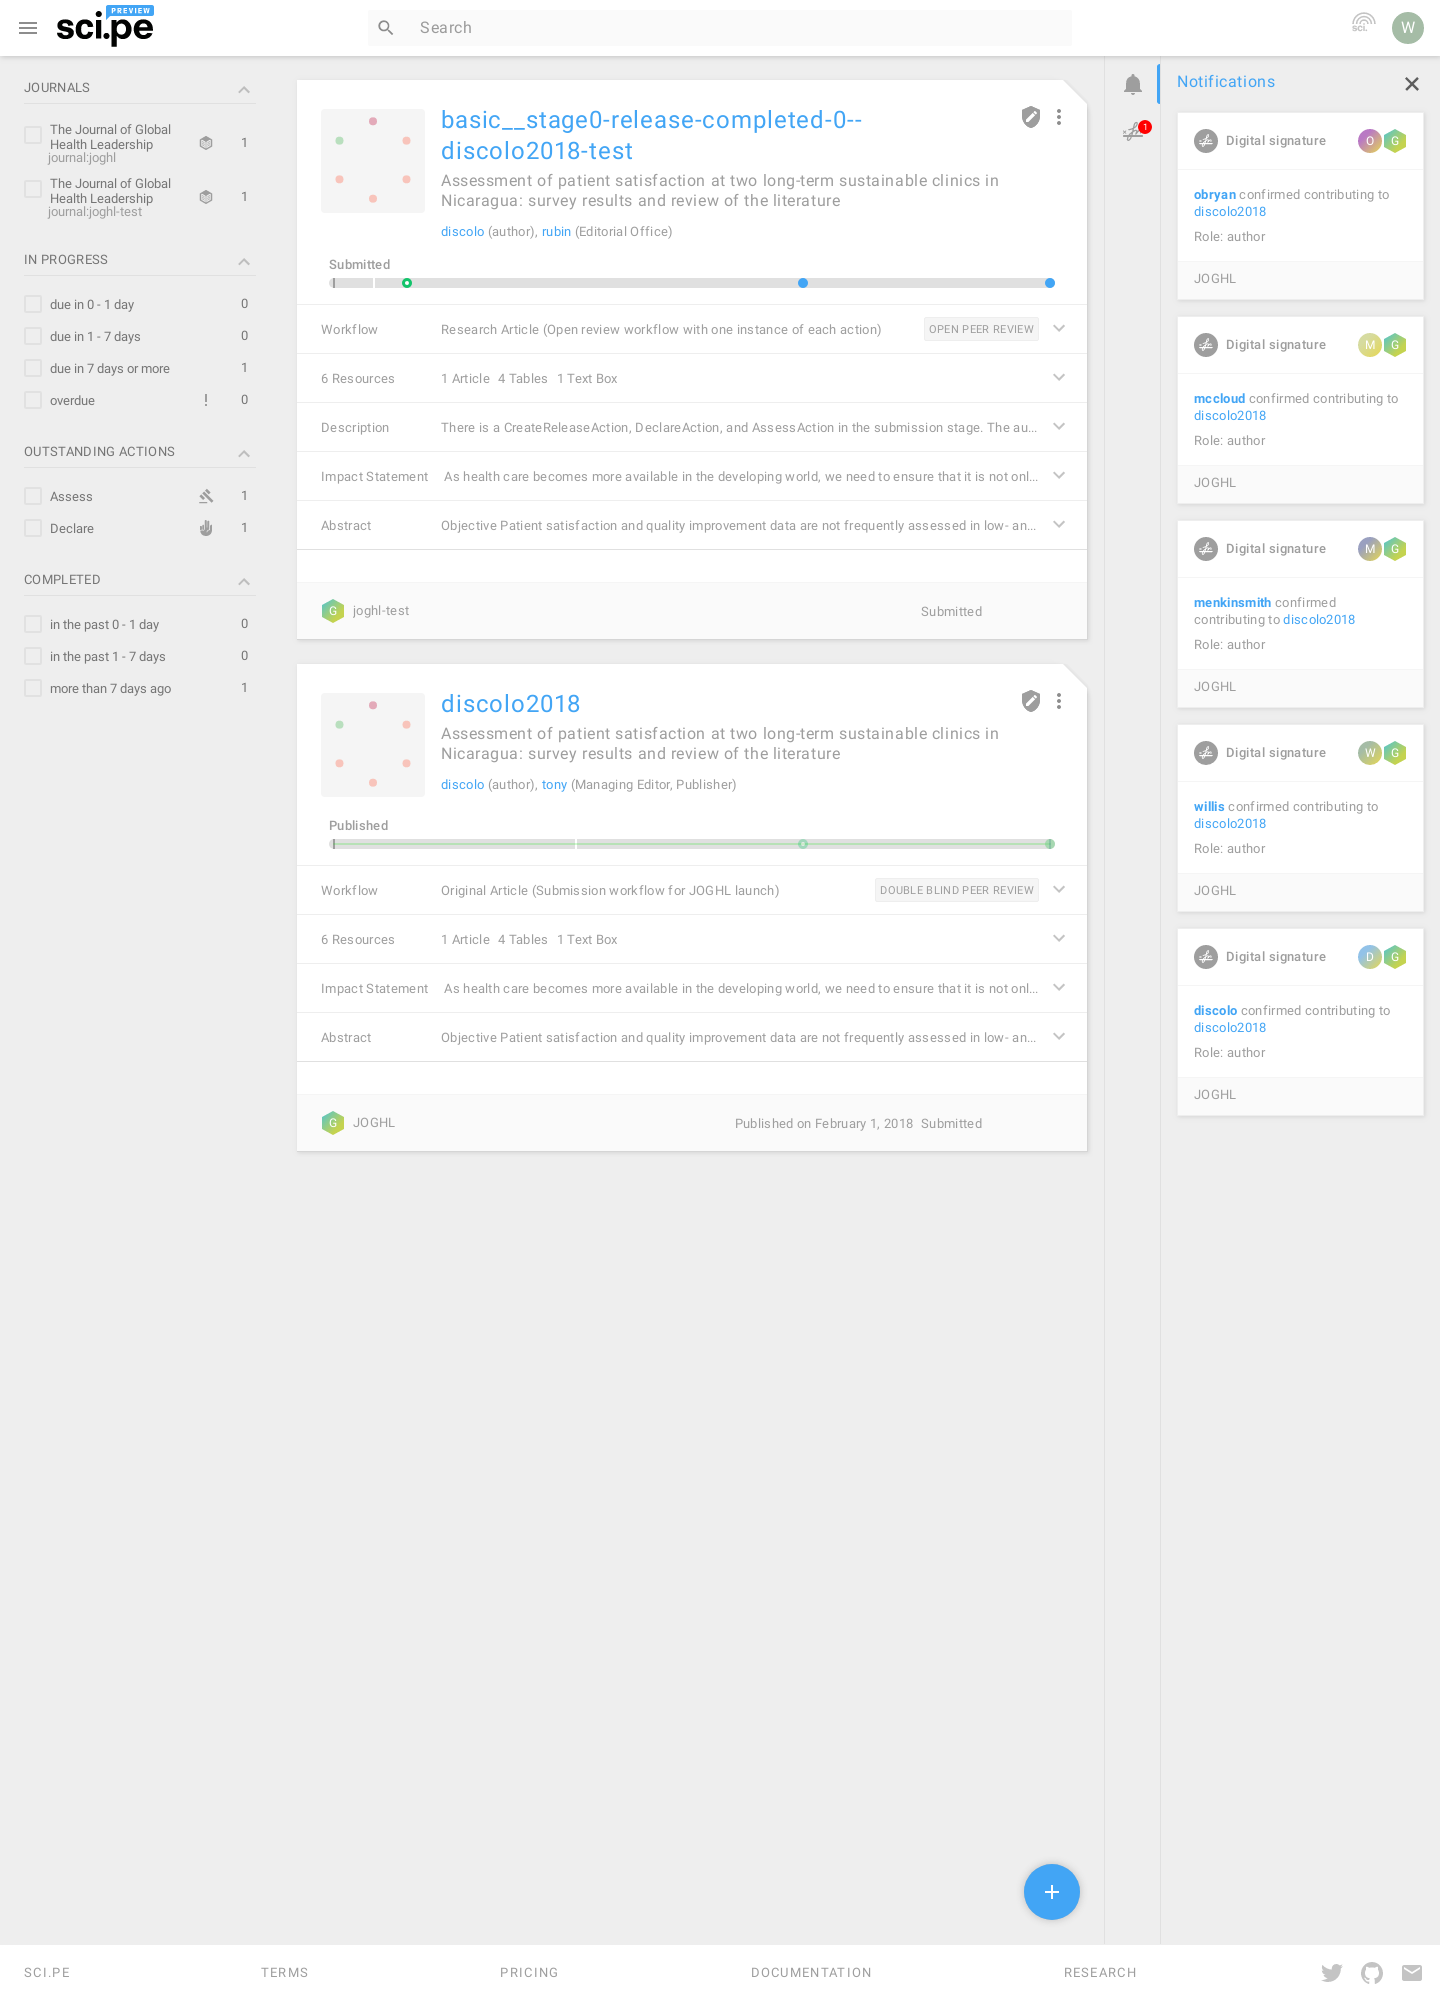 PREVIEW
sci.pe
Search
sci.
W
JOURNALS
The Journal of Global
Health Leadership
journal:joghl
1
The Journal of Global
Health Leadership
journal:joghl-test
1
IN PROGRESS
due in 0 - 1 day 0
due in 1 - 7 days 0
due in 7 days or more 1
overdue 0
OUTSTANDING ACTIONS
Assess 1
Declare 1
COMPLETED
in the past 0 - 1 day 0
in the past 1 - 7 days 0
more than 7 days ago 1
basic__stage0-release-completed-0--
discolo2018-test
Assessment of patient satisfaction at two long-term sustainable clinics in
Nicaragua: survey results and review of the literature
discolo (author), rubin (Editorial Office)
Submitted
Workflow Research Article (Open review workflow with one instance of each action) OPEN PEER REVIEW
6 Resources 1 Article 4 Tables 1 Text Box
Description There is a CreateReleaseAction, DeclareAction, and AssessAction in the submission stage. The au...
Impact Statement As health care becomes more available in the developing world, we need to ensure that it is not onl...
Abstract Objective Patient satisfaction and quality improvement data are not frequently assessed in low- an...
G joghl-test Submitted
discolo2018
Assessment of patient satisfaction at two long-term sustainable clinics in
Nicaragua: survey results and review of the literature
discolo (author), tony (Managing Editor, Publisher)
Published
Workflow Original Article (Submission workflow for JOGHL launch) DOUBLE BLIND PEER REVIEW
6 Resources 1 Article 4 Tables 1 Text Box
Impact Statement As health care becomes more available in the developing world, we need to ensure that it is not onl...
Abstract Objective Patient satisfaction and quality improvement data are not frequently assessed in low- an...
G JOGHL Published on February 1, 2018 Submitted
1
Notifications
Digital signature O G
obryan confirmed contributing to
discolo2018
Role: author
JOGHL
Digital signature M G
mccloud confirmed contributing to
discolo2018
Role: author
JOGHL
Digital signature M G
menkinsmith confirmed
contributing to discolo2018
Role: author
JOGHL
Digital signature W G
willis confirmed contributing to
discolo2018
Role: author
JOGHL
Digital signature D G
discolo confirmed contributing to
discolo2018
Role: author
JOGHL
SCI.PE TERMS PRICING DOCUMENTATION RESEARCH